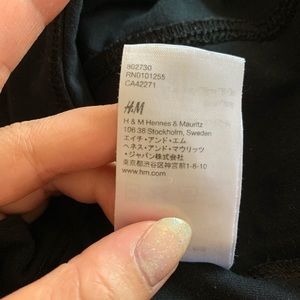 802730
RN0101255
CA42271
H&M
H & M Hennes & Mauritz
106 38 Stockholm, Sweden
エイチ・アンド・エム
ヘネス・アンド・マウリッツ
・ジャパン株式会社
東京都渋谷区神宮前1-8-10
www.hm.com